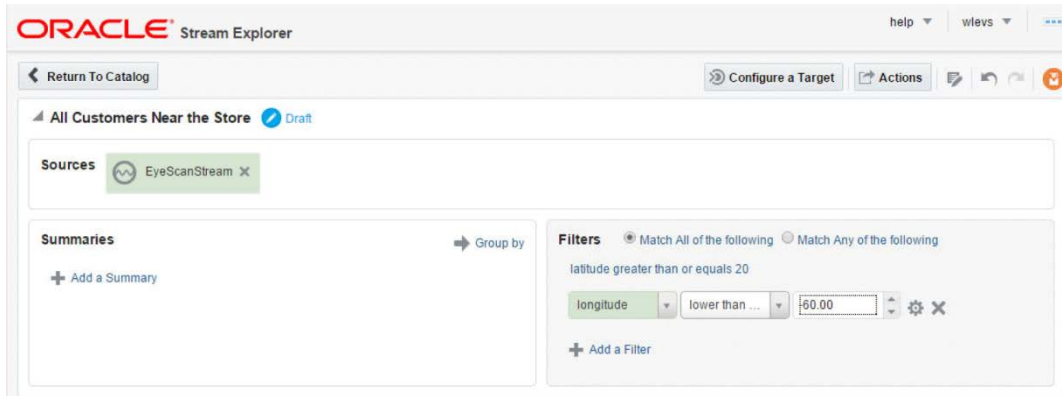 ORACLE Stream Explorer
help wlevs
Return To Catalog
Configure a Target Actions
All Customers Near the Store Draft
Sources EyeScanStream
Summaries Group by
Add a Summary
Filters Match All of the following Match Any of the following
latitude greater than or equals 20
longitude lower than ... -60.00
Add a Filter